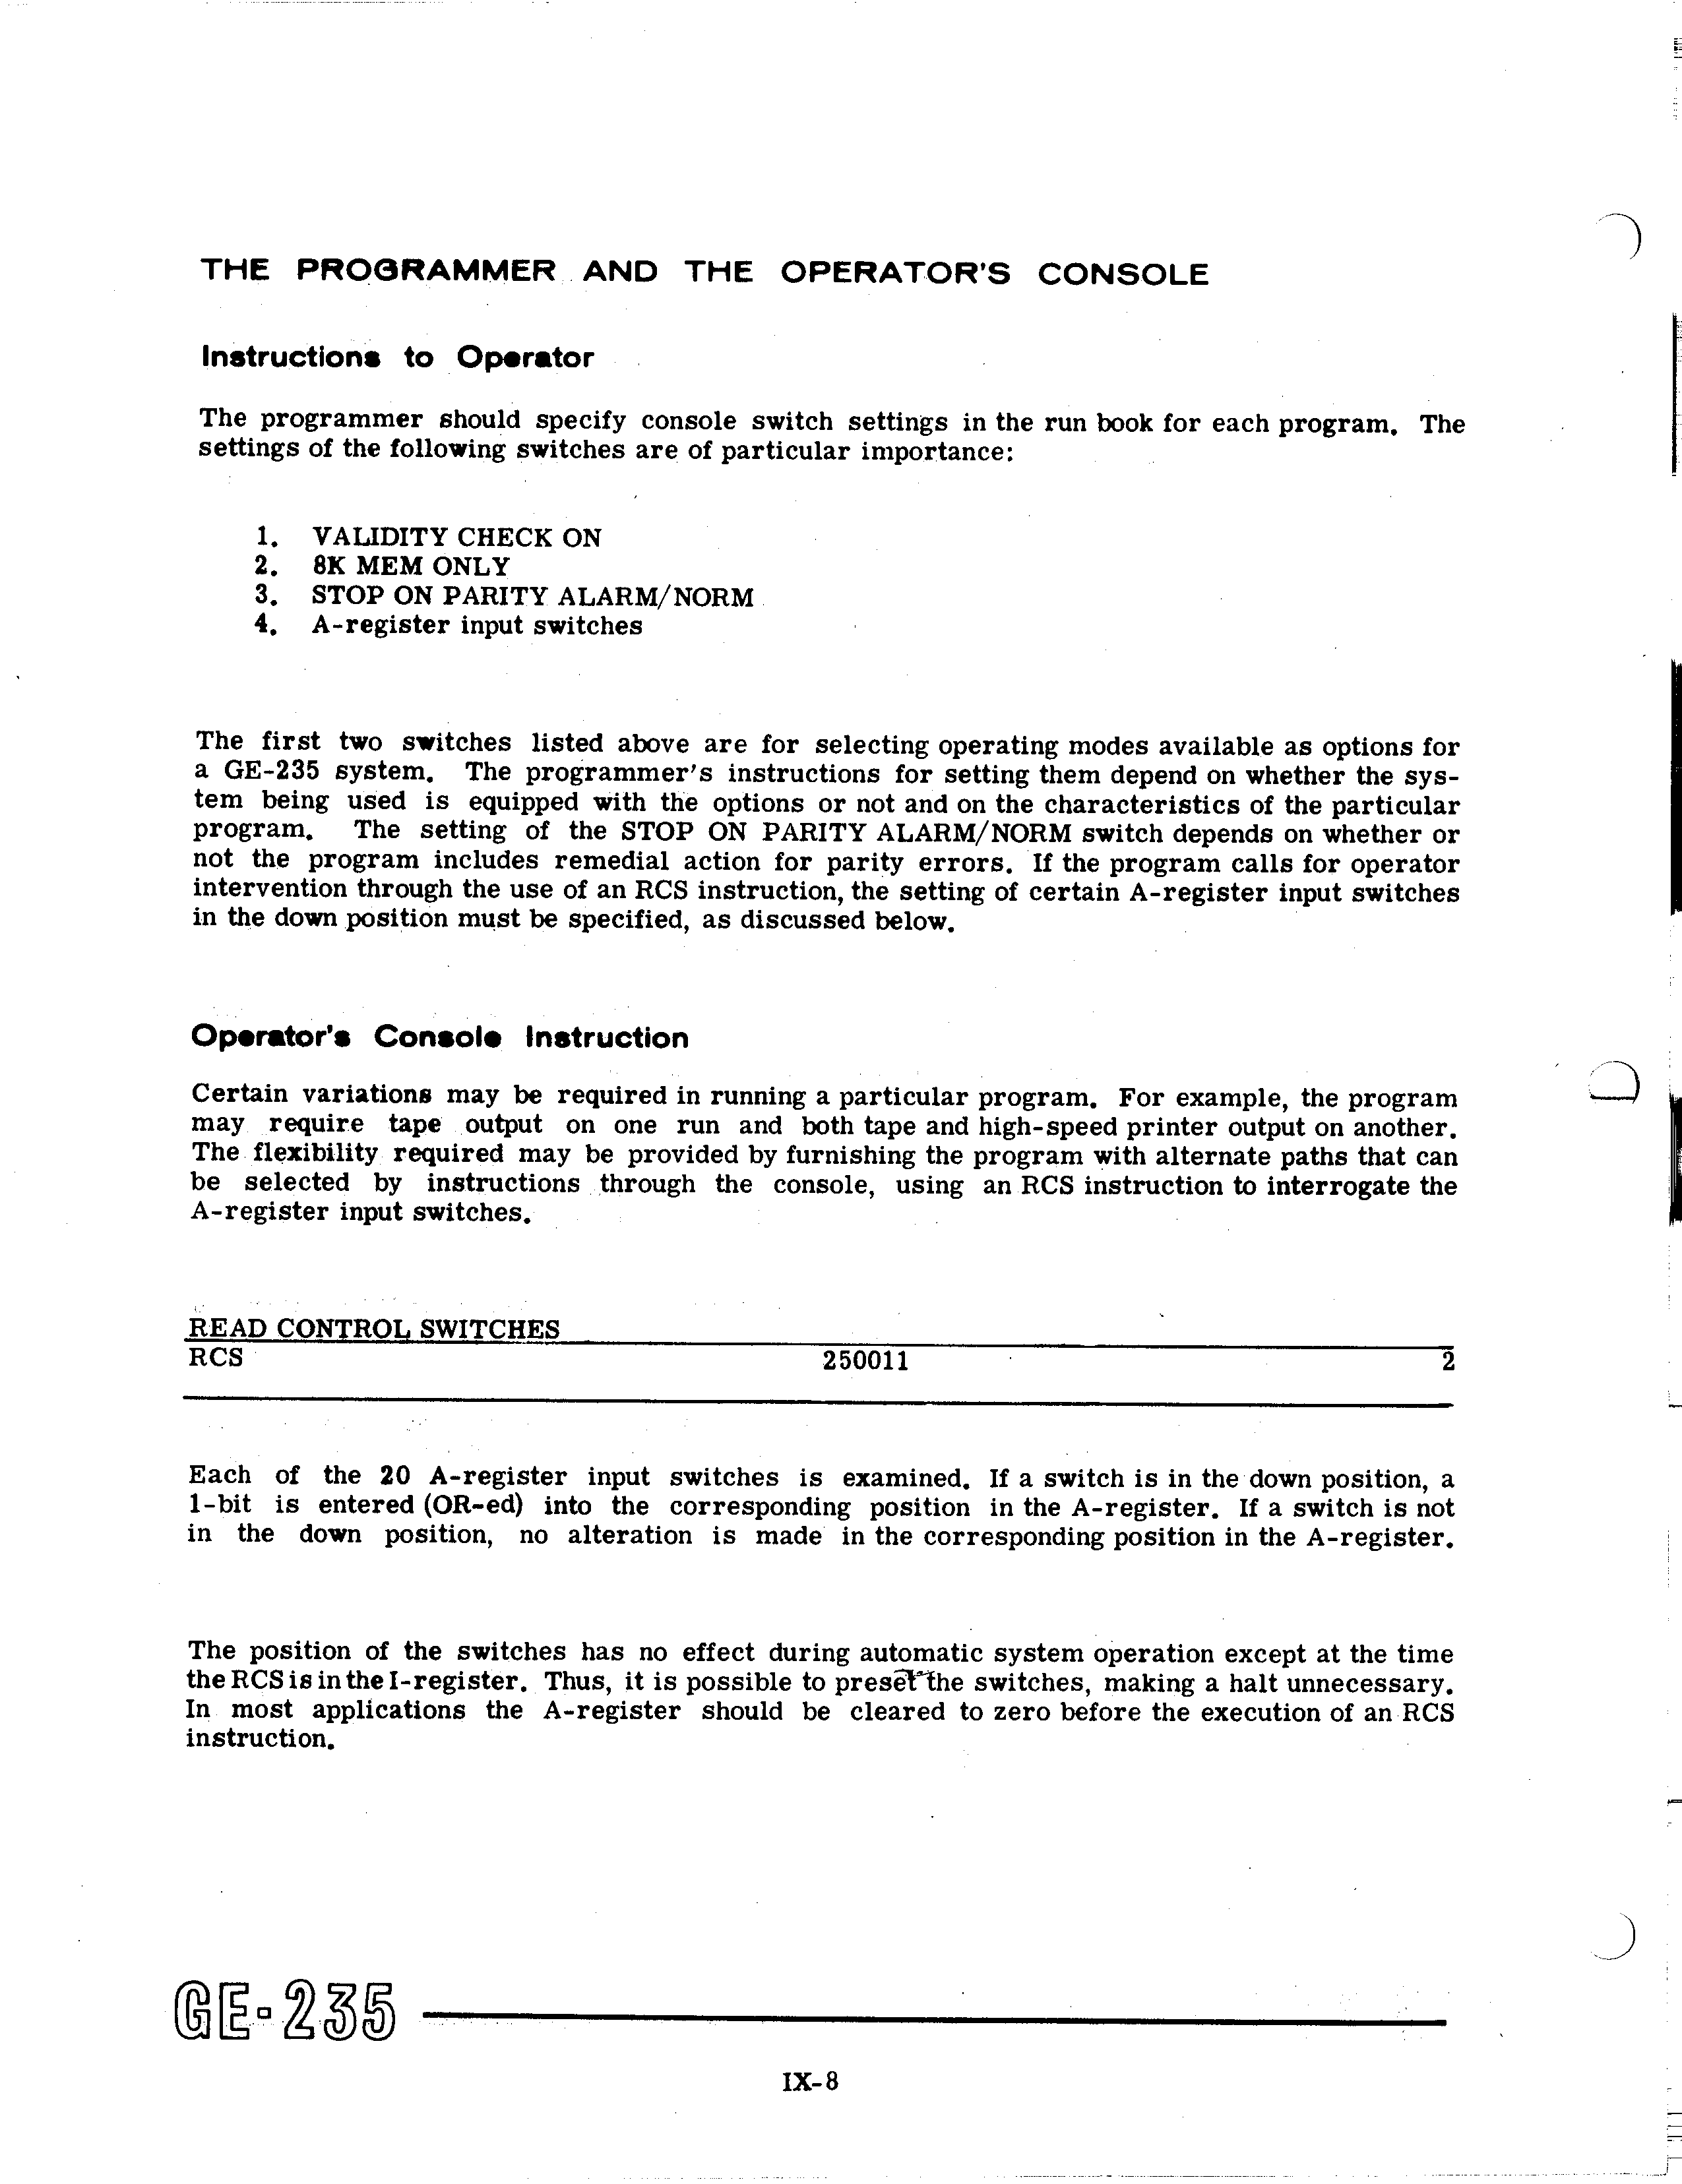 THE PROGRAMMER AND THE OPERATOR'S CONSOLE
Instructions to Operator
The programmer should specify console switch settings in the run book for each program. The
settings of the following switches are of particular importance:
1. VALIDITY CHECK ON
2. 8K MEM ONLY
3. STOP ON PARITY ALARM/NORM
4. A-register input switches
The first two switches listed above are for selecting operating modes available as options for
a GE-235 system. The programmer's instructions for setting them depend on whether the sys-
tem being used is equipped with the options or not and on the characteristics of the particular
program. The setting of the STOP ON PARITY ALARM/NORM switch depends on whether or
not the program includes remedial action for parity errors. If the program calls for operator
intervention through the use of an RCS instruction, the setting of certain A-register input switches
in the down position must be specified, as discussed below.
Operator's Console Instruction
Certain variations may be required in running a particular program. For example, the program
may require tape output on one run and both tape and high-speed printer output on another.
The flexibility required may be provided by furnishing the program with alternate paths that can
be selected by instructions through the console, using an RCS instruction to interrogate the
A-register input switches.
READ CONTROL SWITCHES
RCS 250011 2
Each of the 20 A-register input switches is examined. If a switch is in the down position, a
1-bit is entered (OR-ed) into the corresponding position in the A-register. If a switch is not
in the down position, no alteration is made in the corresponding position in the A-register.
The position of the switches has no effect during automatic system operation except at the time
the RCS is in the I-register. Thus, it is possible to preset the switches, making a halt unnecessary.
In most applications the A-register should be cleared to zero before the execution of an RCS
instruction.
GE-235
IX-8